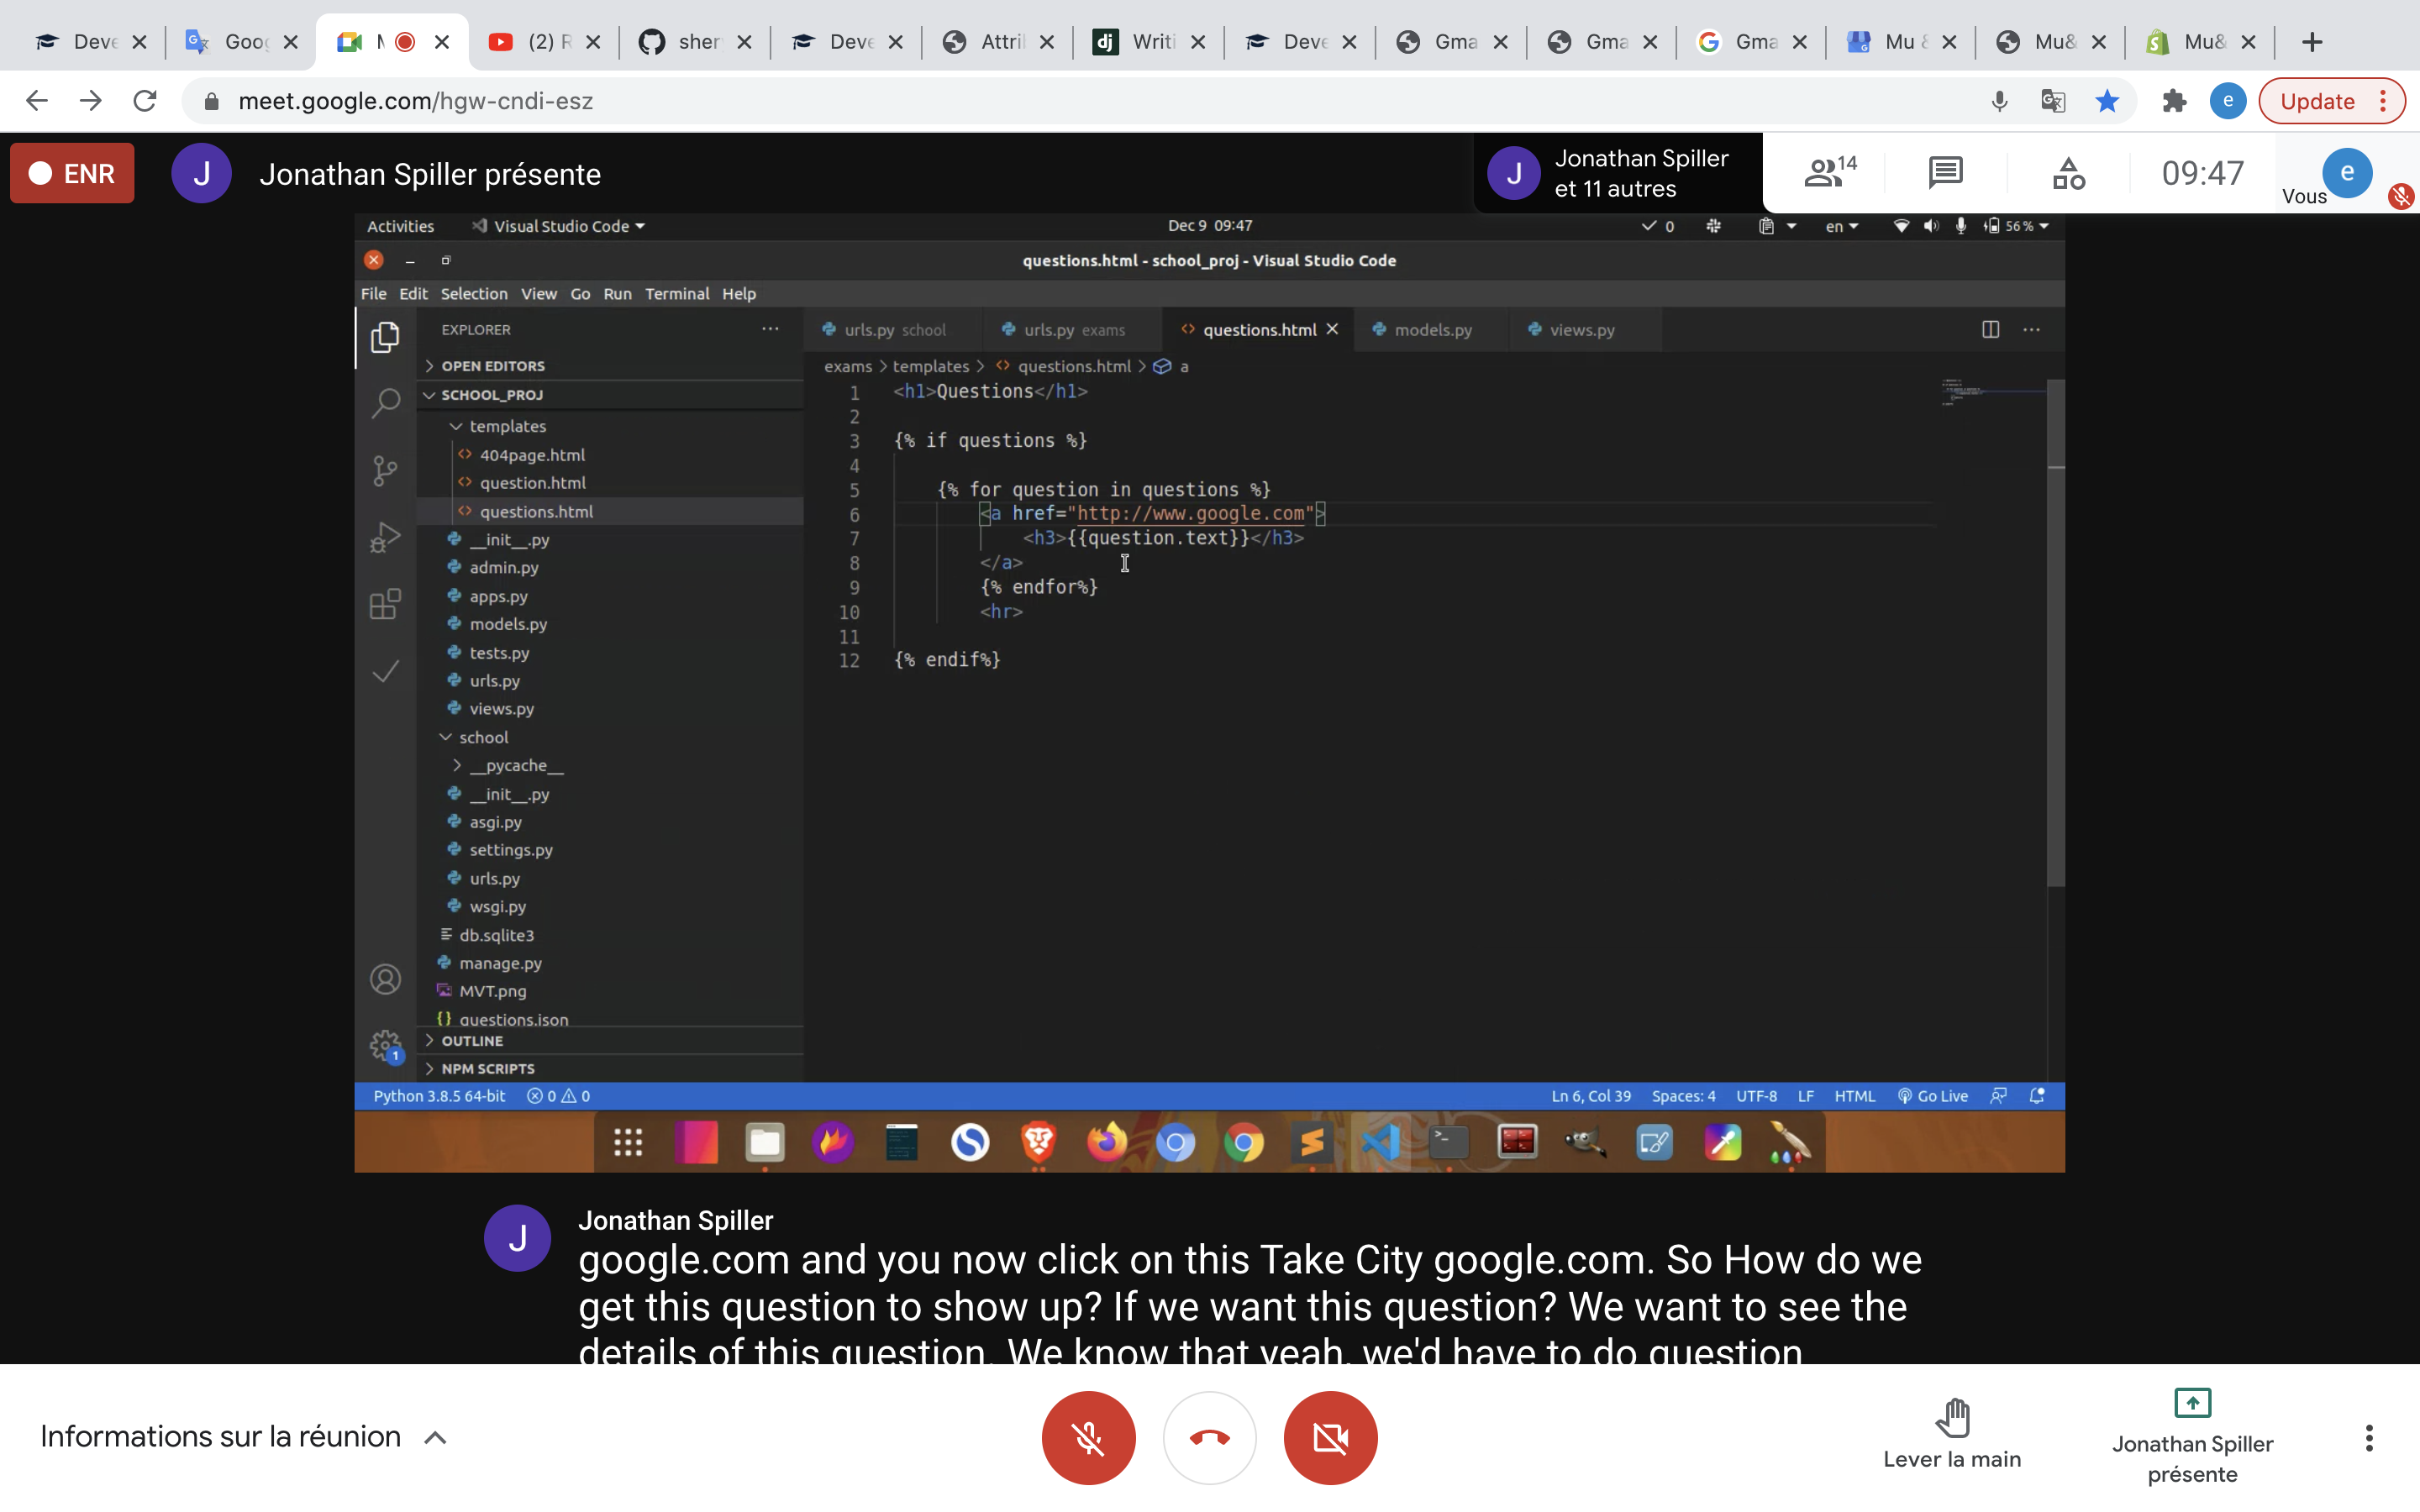 Deve
Goog
M
(2) R
sher
Deve
Attri
dj Writi
Deve
Gma
Gma
Gma
Mu &
Mu&
Mu&
meet.google.com/hgw-cndi-esz
e
Update
ENR
J
Jonathan Spiller présente
J
Jonathan Spiller
et 11 autres
14
09:47
Vous
e
Activities
Visual Studio Code
Dec 9 09:47
0
en
56 %
questions.html - school_proj - Visual Studio Code
File Edit Selection View Go Run Terminal Help
EXPLORER
urls.py school
urls.py exams
questions.html
models.py
views.py
OPEN EDITORS
exams > templates > questions.html > a
SCHOOL_PROJ
templates
404page.html
question.html
questions.html
__init__.py
admin.py
apps.py
models.py
tests.py
urls.py
views.py
school
__pycache__
__init__.py
asgi.py
settings.py
urls.py
wsgi.py
db.sqlite3
manage.py
MVT.png
questions.json
OUTLINE
NPM SCRIPTS
1 <h1>Questions</h1>
2
3 {% if questions %}
4
5 {% for question in questions %}
6 <a href="http://www.google.com">
7 <h3>{{question.text}}</h3>
8 </a>
9 {% endfor%}
10 <hr>
11
12 {% endif%}
1
Python 3.8.5 64-bit
0 0
Ln 6, Col 39
Spaces: 4
UTF-8
LF
HTML
Go Live
J
Jonathan Spiller
google.com and you now click on this Take City google.com. So How do we
get this question to show up? If we want this question? We want to see the
details of this question. We know that yeah, we'd have to do question
Informations sur la réunion
Lever la main
Jonathan Spiller
présente